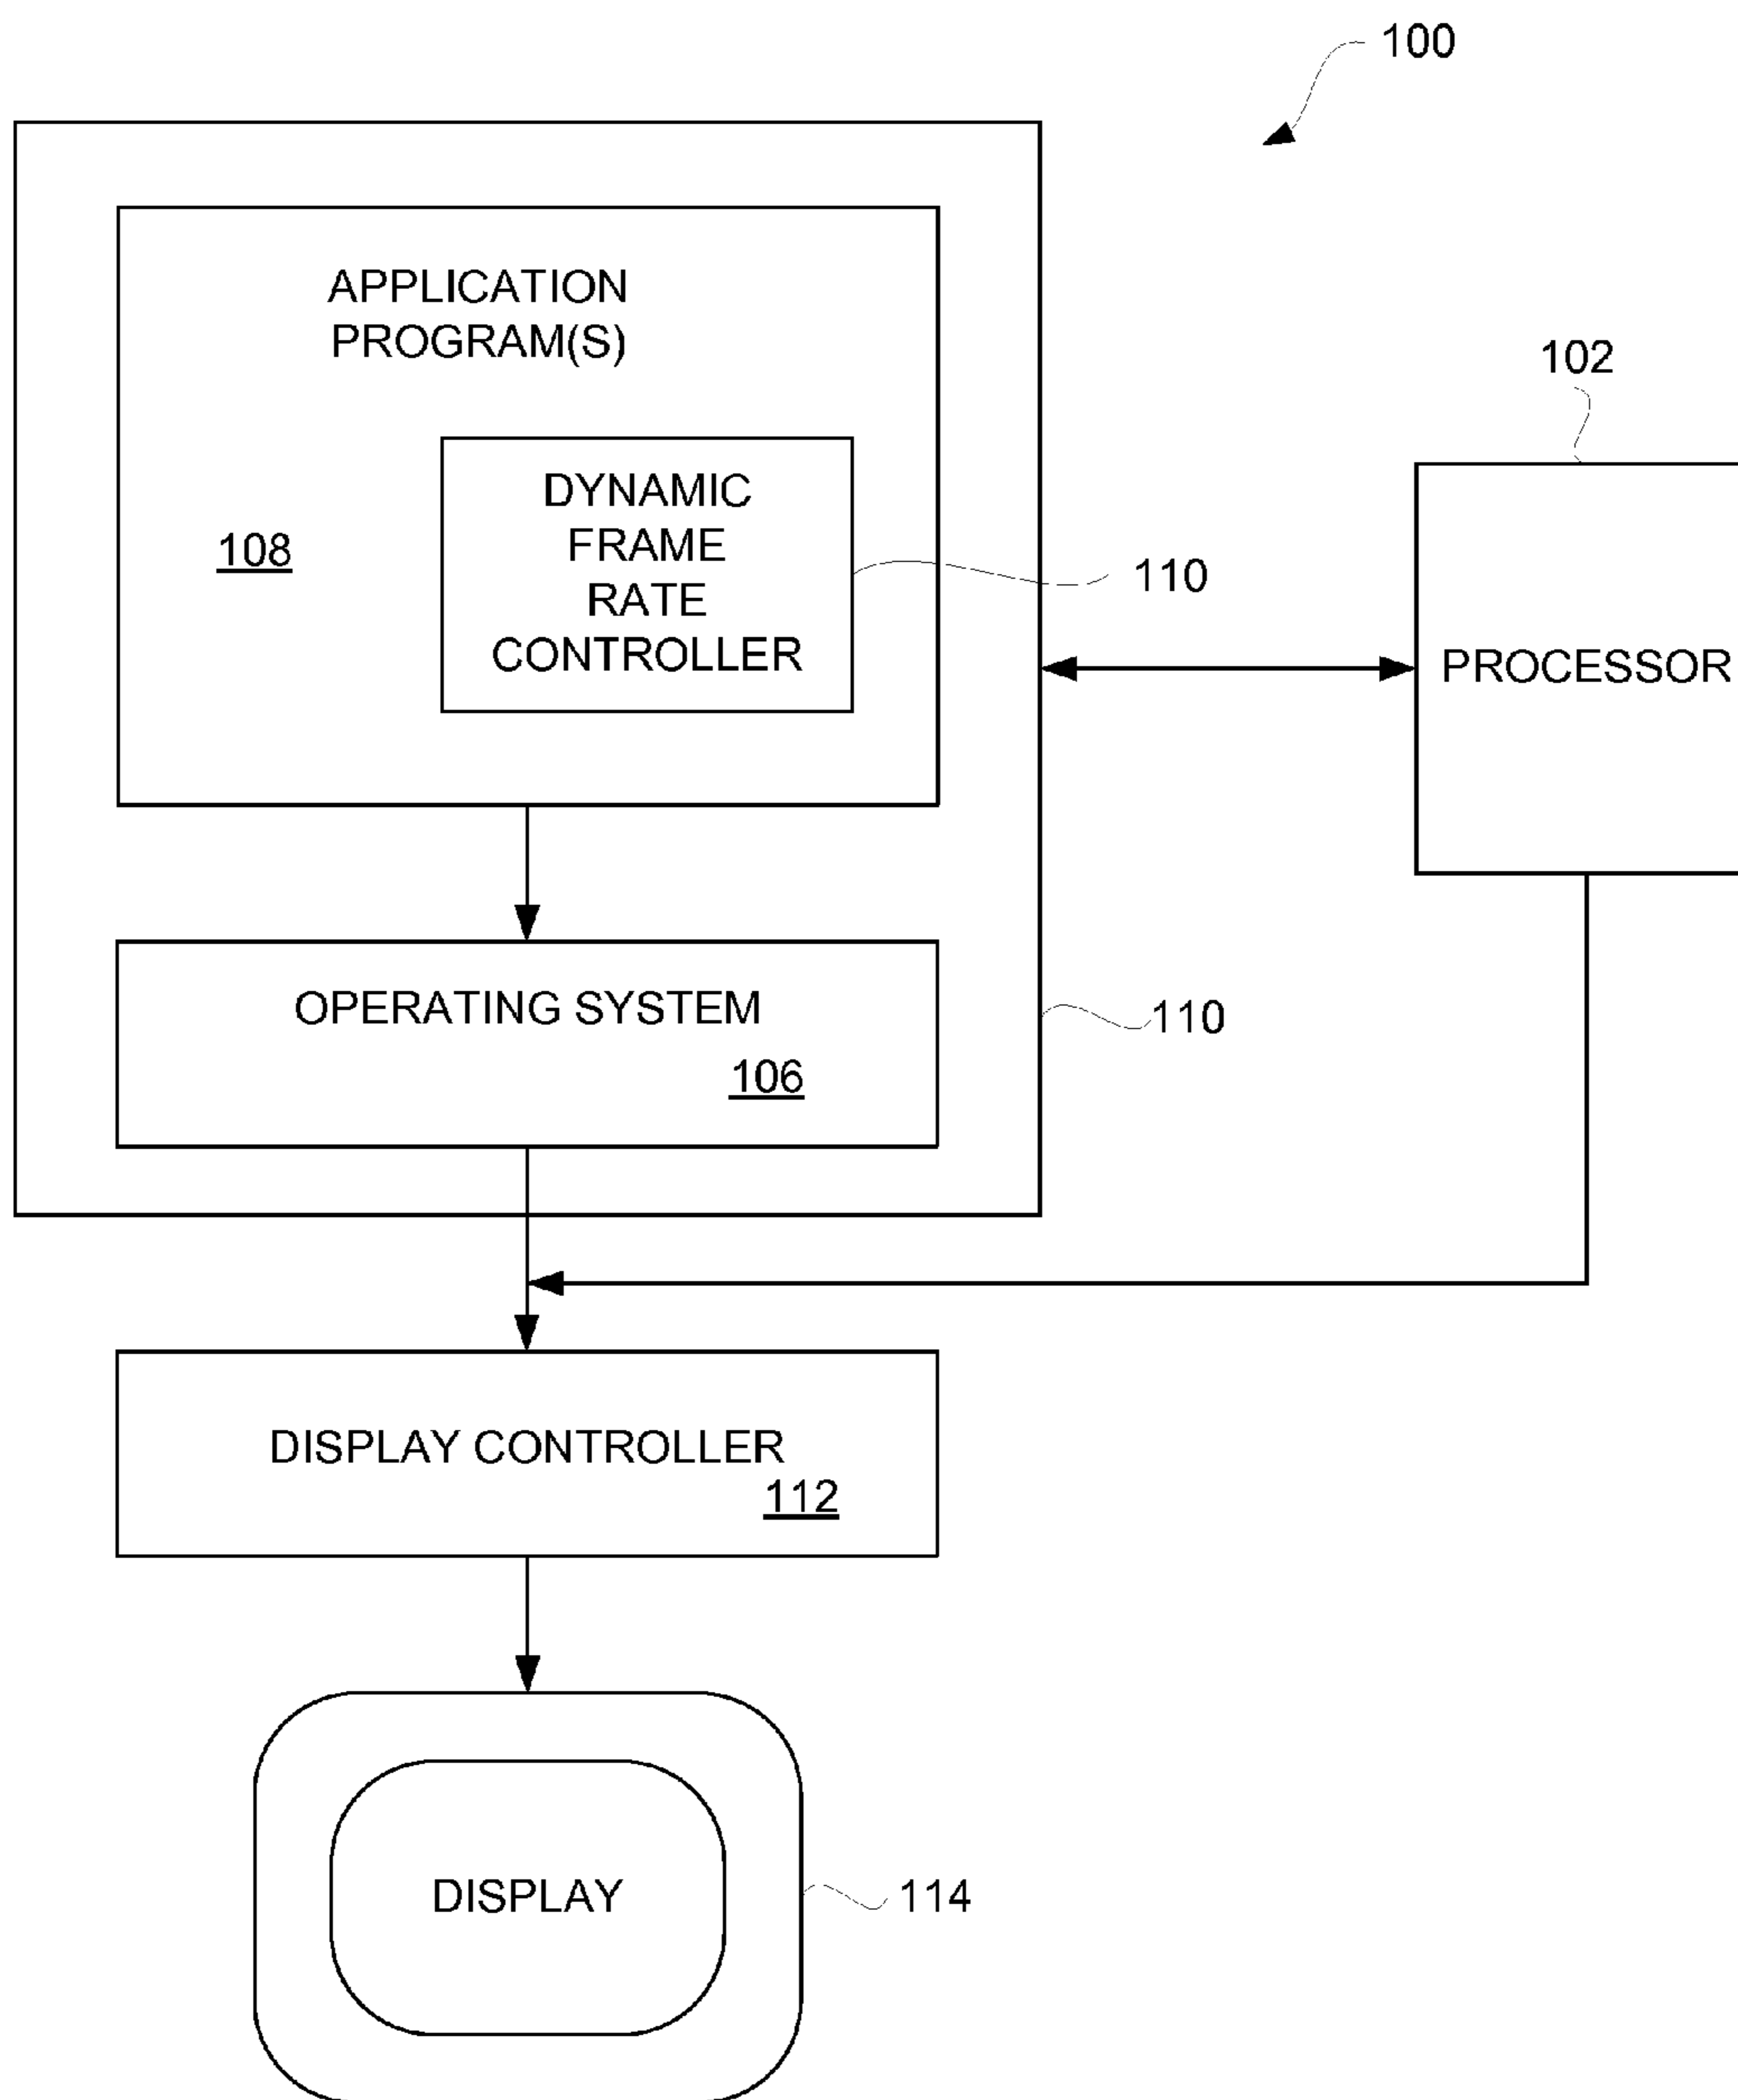 100
APPLICATION
PROGRAM(S)
102
DYNAMIC
FRAME
RATE
CONTROLLER
108
110
PROCESSOR
OPERATING SYSTEM
106
110
DISPLAY CONTROLLER
112
DISPLAY
114